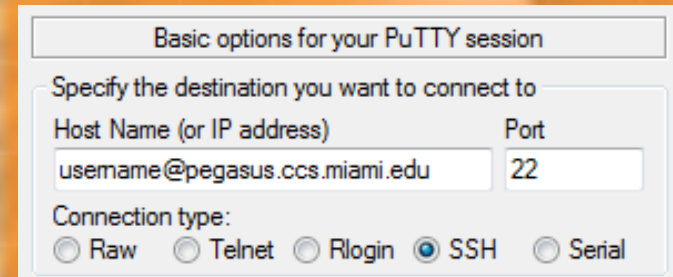 Basic options for your PuTTY session
Specify the destination you want to connect to
Host Name (or IP address) Port
username@pegasus.ccs.miami.edu 22
Connection type:
Raw Telnet Rlogin SSH Serial